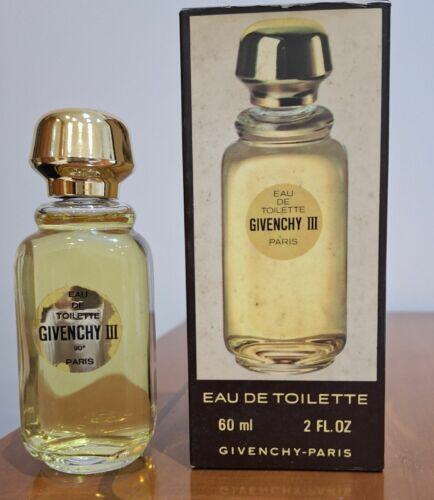 EAU
DE
TOILETTE
GIVENCHY III
90°
PARIS
EAU
DE
TOILETTE
GIVENCHY III
PARIS
EAU DE TOILETTE
60 ml 2 FL.OZ
GIVENCHY-PARIS